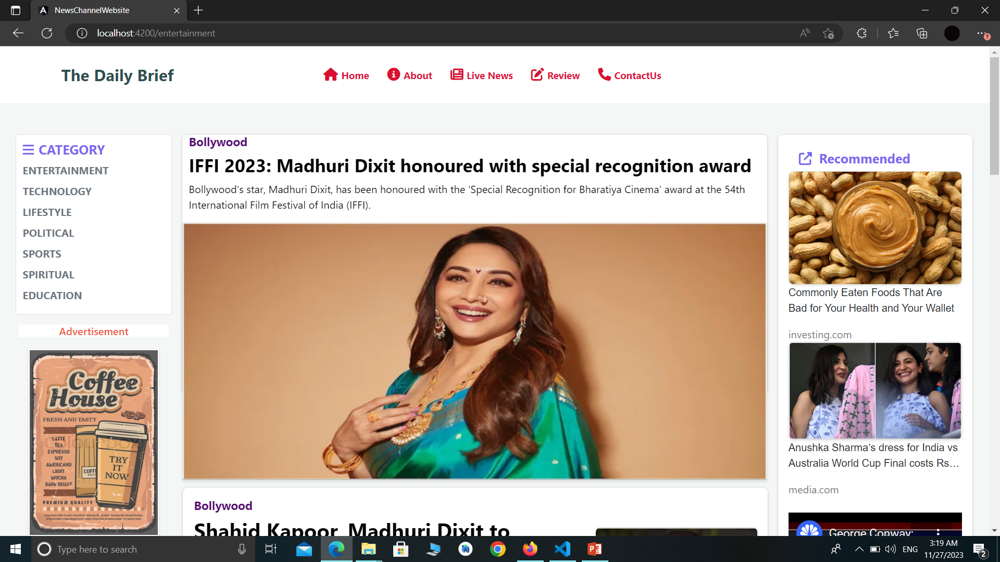 NewsChannelWebsite
localhost:4200/entertainment
The Daily Brief
Home
About
Live News
Review
ContactUs
CATEGORY
ENTERTAINMENT
TECHNOLOGY
LIFESTYLE
POLITICAL
SPORTS
SPIRITUAL
EDUCATION
Advertisement
Coffee
House
FRESH AND TASTY
LATTE
TEA
ESPRESSO
SOY
AMERICANO
LIGHT
MOCHA
DARK ROAST
TRY
IT
NOW
PREMIUM QUALITY
Bollywood
IFFI 2023: Madhuri Dixit honoured with special recognition award
Bollywood's star, Madhuri Dixit, has been honoured with the 'Special Recognition for Bharatiya Cinema' award at the 54th
International Film Festival of India (IFFI).
Bollywood
Shahid Kapoor, Madhuri Dixit to
Recommended
Commonly Eaten Foods That Are
Bad for Your Health and Your Wallet
investing.com
Anushka Sharma’s dress for India vs
Australia World Cup Final costs Rs…
media.com
George Conway:
Type here to search
ENG
3:19 AM
11/27/2023
2